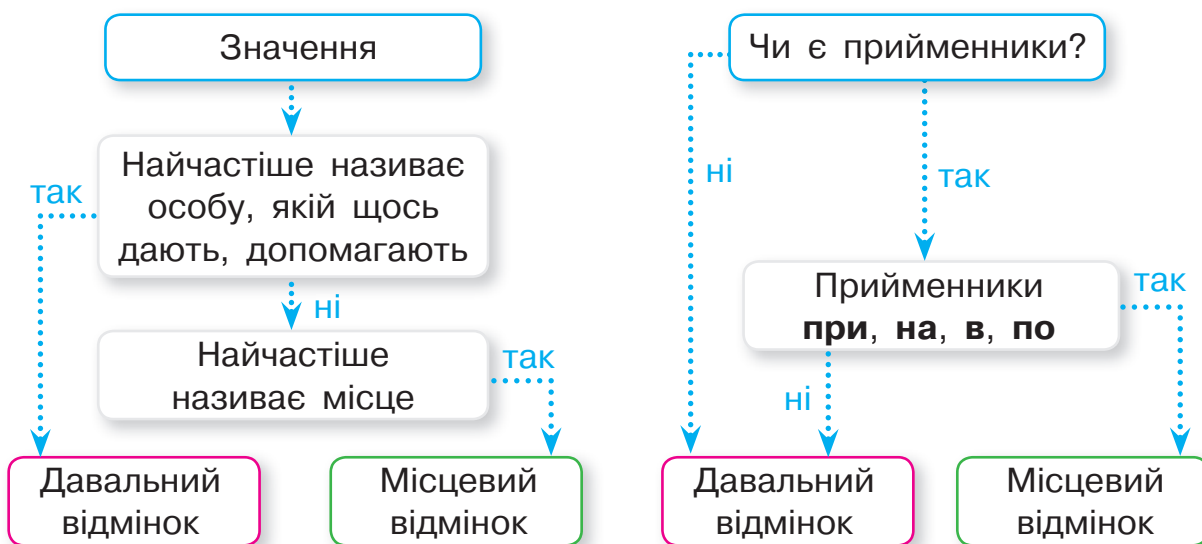 Значення
Найчастіше називає
особу, якій щось
дають, допомагають
так
ні
Найчастіше
називає місце
так
Давальний
відмінок
Місцевий
відмінок
Чи є прийменники?
ні
так
Прийменники
при, на, в, по
так
ні
Давальний
відмінок
Місцевий
відмінок